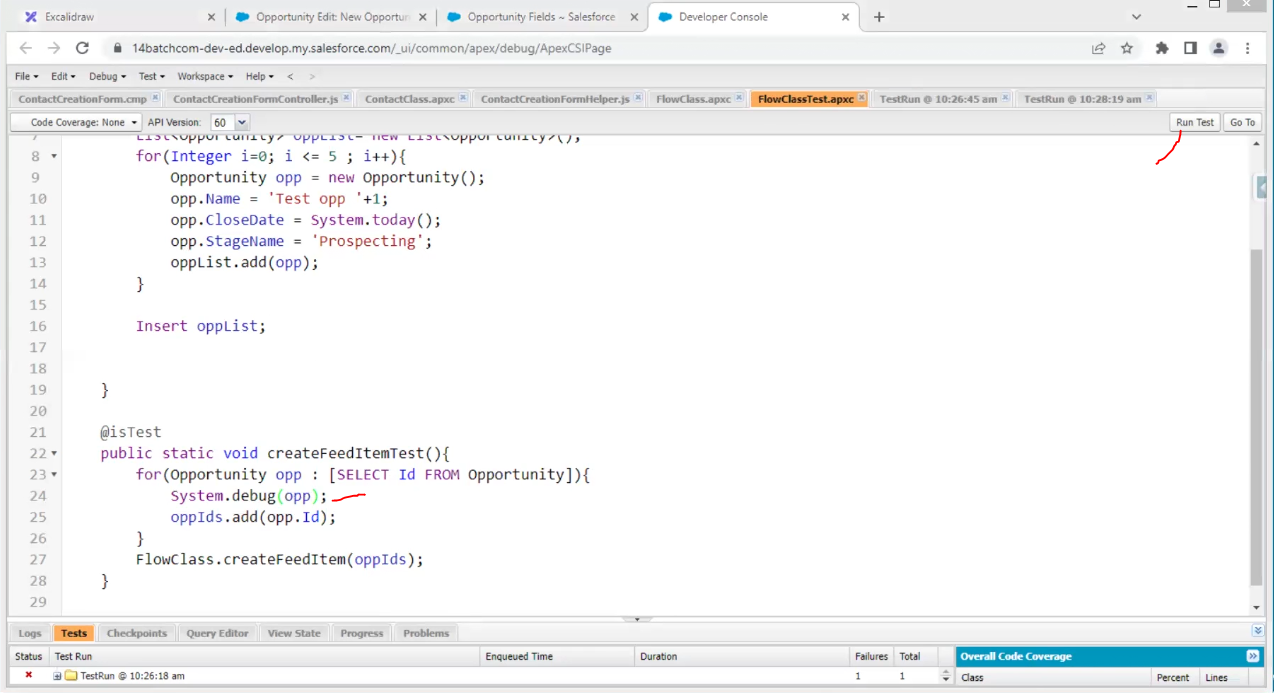 Excalidraw
Opportunity Edit: New Opportun
Opportunity Fields ~ Salesforce
Developer Console
14batchcom-dev-ed.develop.my.salesforce.com/_ui/common/apex/debug/ApexCSIPage
File Edit Debug Test Workspace Help < >
ContactCreationForm.cmp ContactCreationFormController.js ContactClass.apxc ContactCreationFormHelper.js FlowClass.apxc FlowClassTest.apxc TestRun @ 10:26:45 am TestRun @ 10:28:19 am
Code Coverage: None API Version: 60 Run Test Go To
7 List<Opportunity> oppList= new List<Opportunity>();
8 for(Integer i=0; i <= 5 ; i++){
9 Opportunity opp = new Opportunity();
10 opp.Name = 'Test opp '+1;
11 opp.CloseDate = System.today();
12 opp.StageName = 'Prospecting';
13 oppList.add(opp);
14 }
15
16 Insert oppList;
17
18
19 }
20
21 @isTest
22 public static void createFeedItemTest(){
23 for(Opportunity opp : [SELECT Id FROM Opportunity]){
24 System.debug(opp);
25 oppIds.add(opp.Id);
26 }
27 FlowClass.createFeedItem(oppIds);
28 }
29
Logs Tests Checkpoints Query Editor View State Progress Problems
Status Test Run Enqueued Time Duration Failures Total Overall Code Coverage
TestRun @ 10:26:18 am 1 1 Class Percent Lines